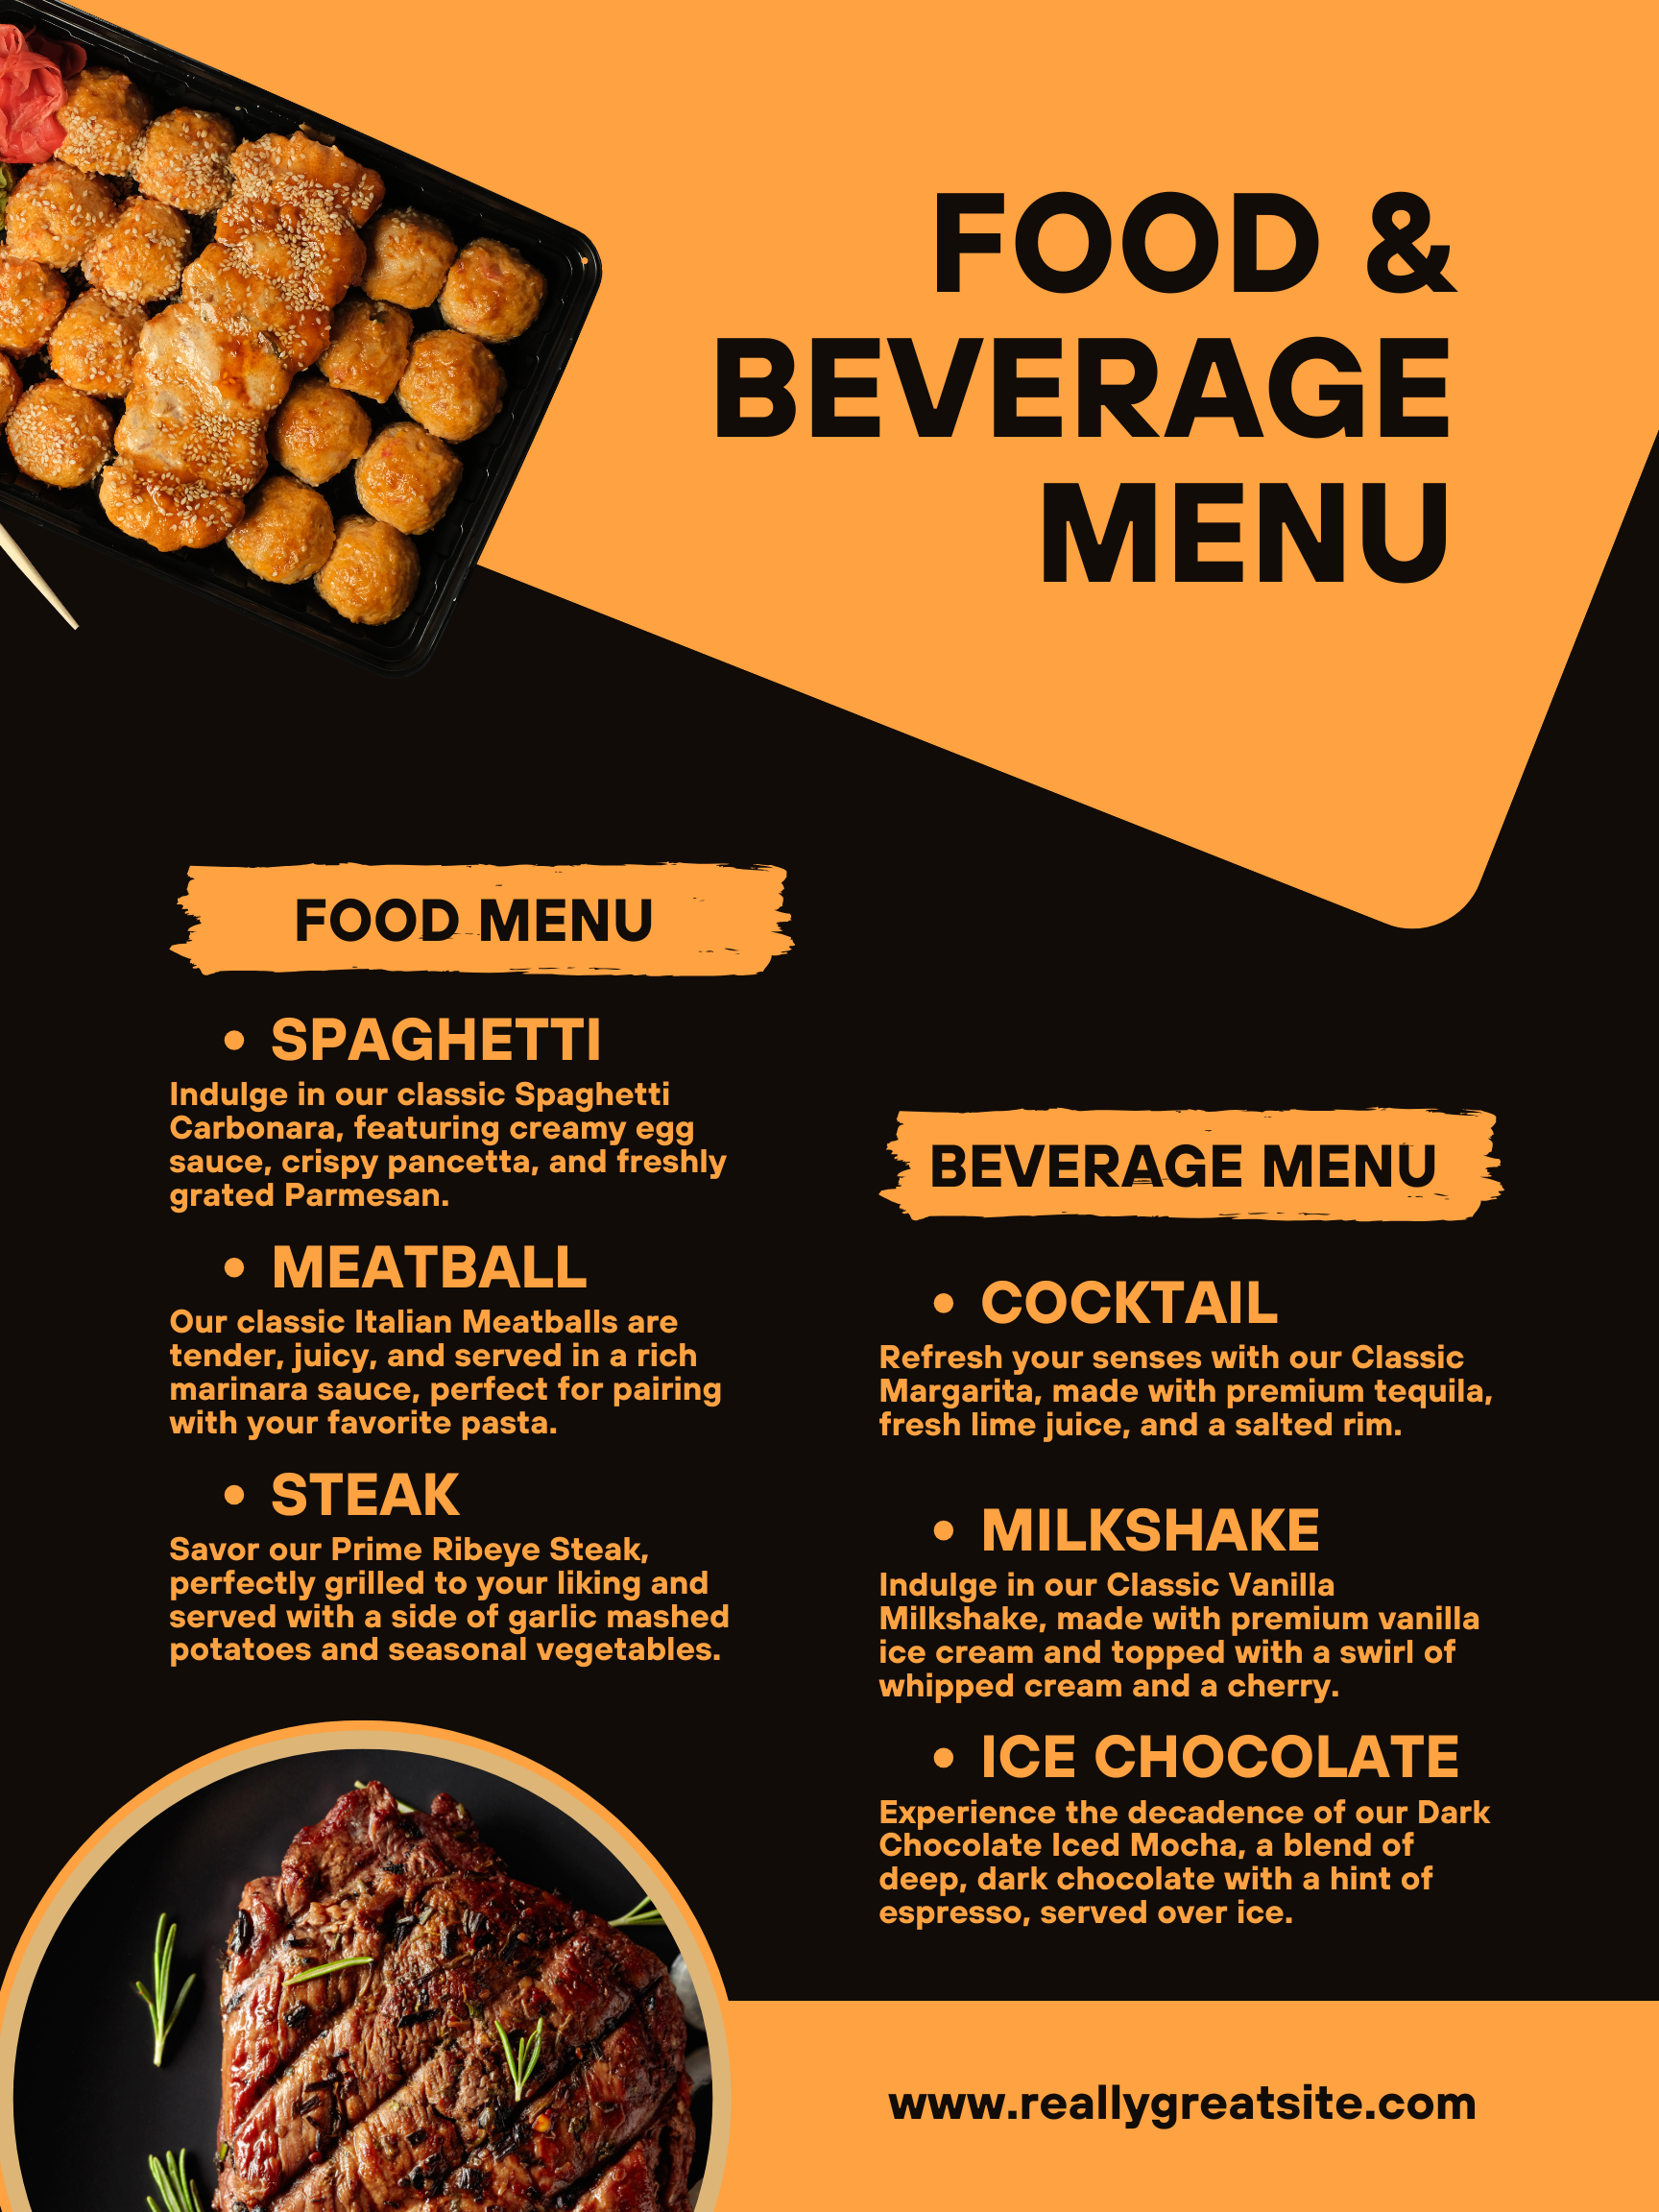 FOOD &
BEVERAGE
MENU
FOOD MENU
• SPAGHETTI
Indulge in our classic Spaghetti
Carbonara, featuring creamy egg
sauce, crispy pancetta, and freshly
grated Parmesan.
• MEATBALL
Our classic Italian Meatballs are
tender, juicy, and served in a rich
marinara sauce, perfect for pairing
with your favorite pasta.
• STEAK
Savor our Prime Ribeye Steak,
perfectly grilled to your liking and
served with a side of garlic mashed
potatoes and seasonal vegetables.
BEVERAGE MENU
• COCKTAIL
Refresh your senses with our Classic
Margarita, made with premium tequila,
fresh lime juice, and a salted rim.
• MILKSHAKE
Indulge in our Classic Vanilla
Milkshake, made with premium vanilla
ice cream and topped with a swirl of
whipped cream and a cherry.
• ICE CHOCOLATE
Experience the decadence of our Dark
Chocolate Iced Mocha, a blend of
deep, dark chocolate with a hint of
espresso, served over ice.
www.reallygreatsite.com